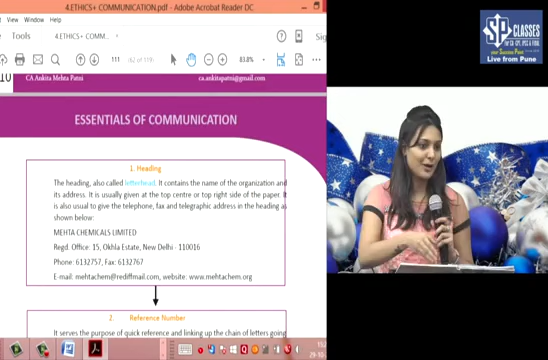 4.ETHICS+ COMMUNICATION.pdf - Adobe Acrobat Reader DC
View Window Help
Tools
4.ETHICS+ COMM...
Sig
111
(62 of 119)
83.8%
CA Ankita Mehta Patni
ca.ankitapatni@gmail.com
ESSENTIALS OF COMMUNICATION
1. Heading
The heading, also called letterhead. It contains the name of the organization and
its address. It is usually given at the top centre or top right side of the paper. It
is also usual to give the telephone, fax and telegraphic address in the heading as
shown below:
MEHTA CHEMICALS LIMITED
Regd. Office: 15, Okhla Estate, New Delhi - 110016
Phone: 6132757, Fax: 6132767
E-mail: mehtachem@rediffmail.com, website: www.mehtachem.org
2. Reference Number
It serves the purpose of quick reference and linking up the chain of letters going
SP CLASSES
Live from Pune